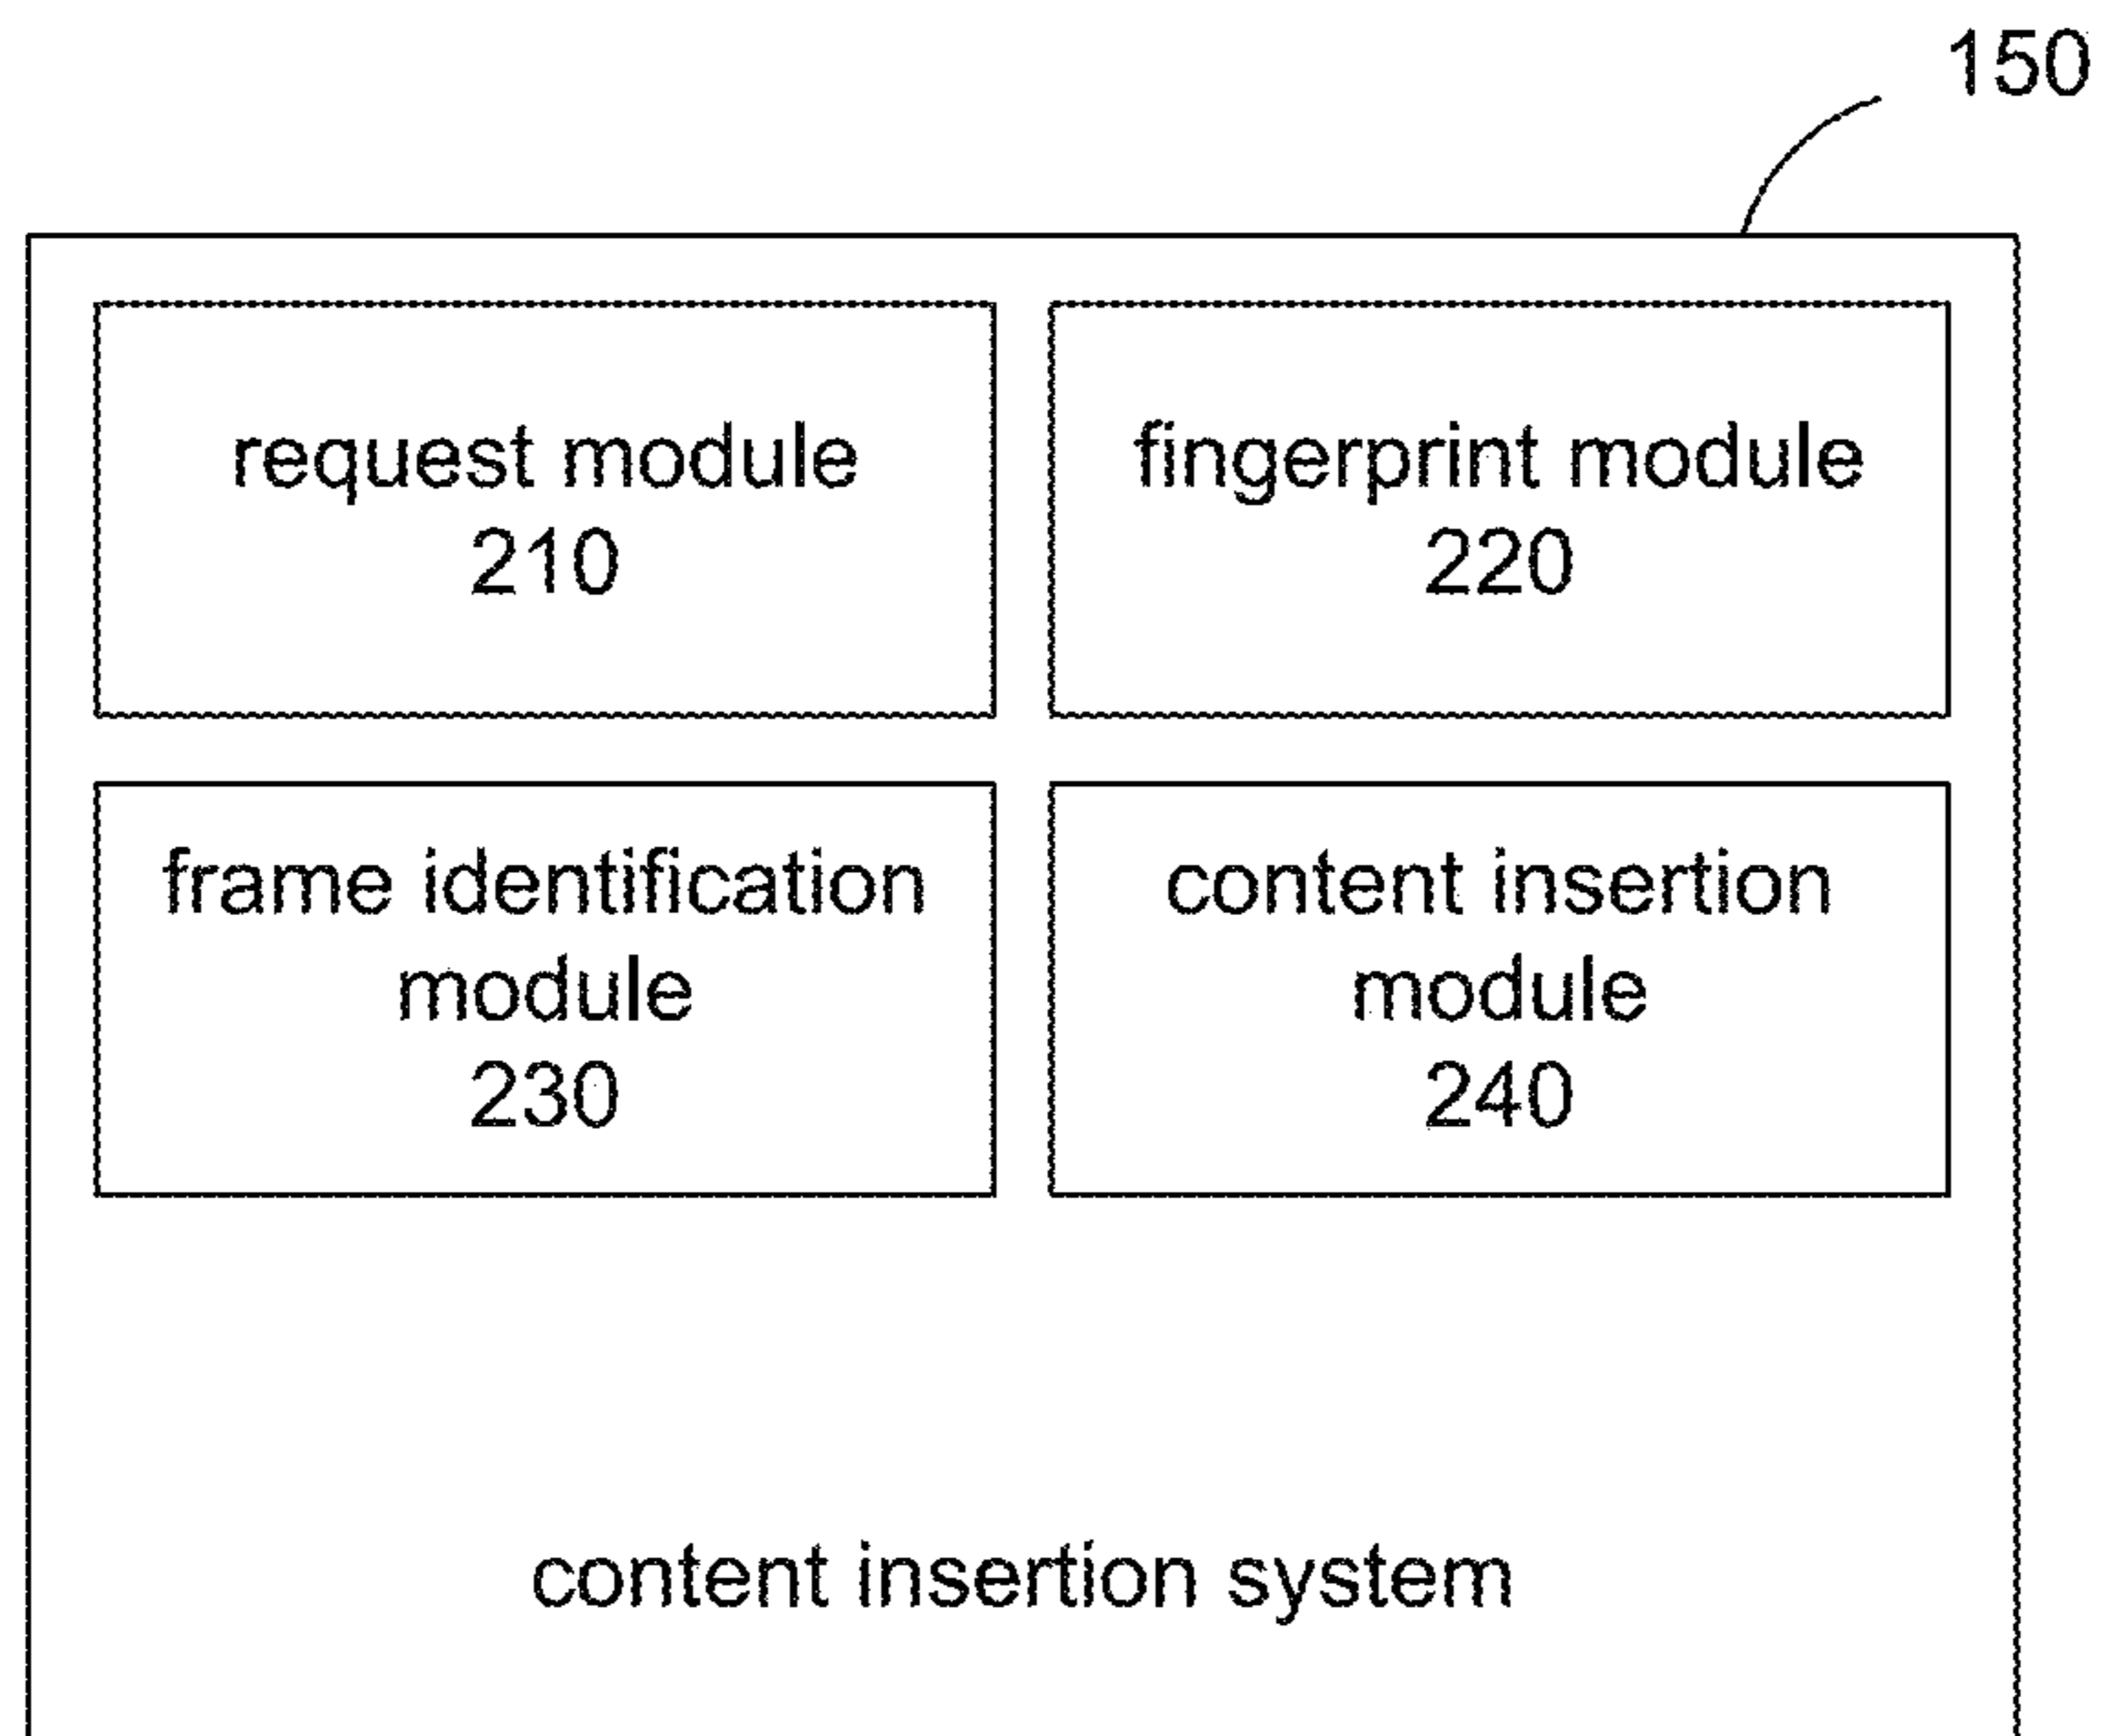 150
request module
210
fingerprint module
220
frame identification
module
230
content insertion
module
240
content insertion system